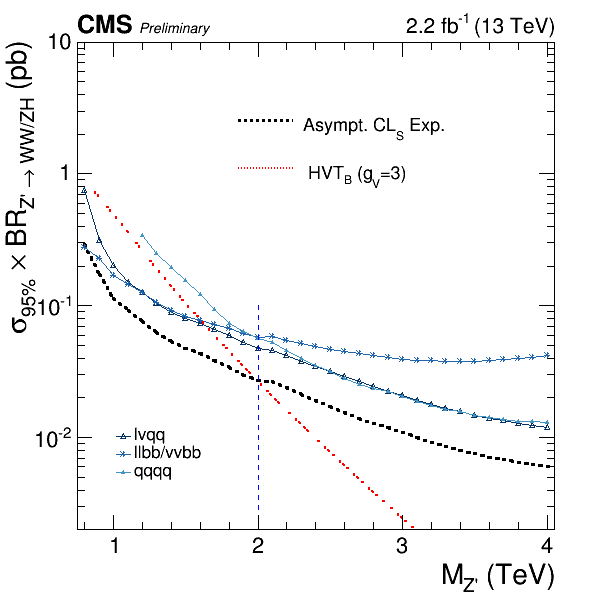 CMS Preliminary 2.2 fb⁻¹ (13 TeV)
σ95% × BRZ' → WW/ZH (pb)
10
1
10⁻¹
10⁻²
Asympt. CLS Exp.
HVTB (gV=3)
lvqq
llbb/vvbb
qqqq
1 2 3 4
MZ' (TeV)